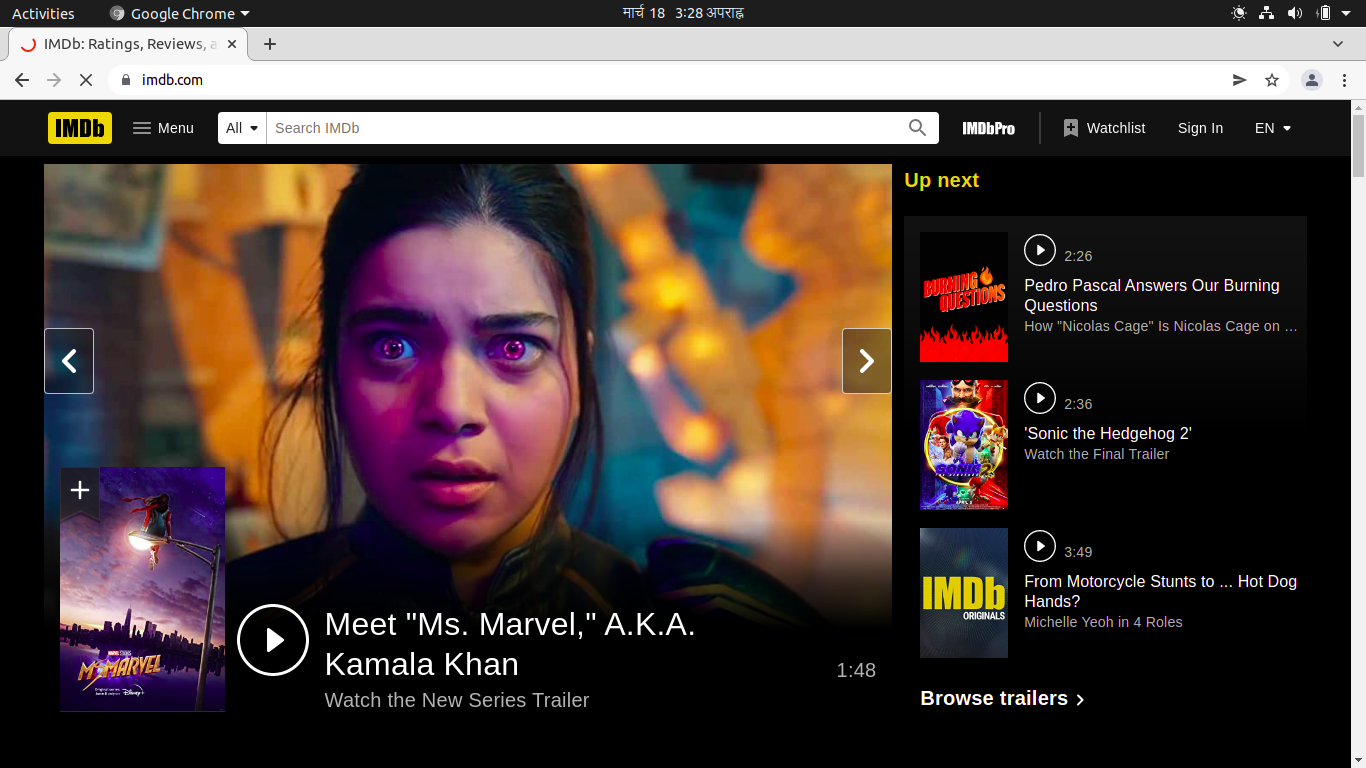 Activities
Google Chrome
मार्च 18 3:28 अपराह्न
IMDb: Ratings, Reviews, a
imdb.com
IMDb
Menu
All
Search IMDb
IMDbPro
Watchlist
Sign In
EN
Up next
BURNING QUESTIONS
2:26
Pedro Pascal Answers Our Burning
Questions
How "Nicolas Cage" Is Nicolas Cage on ...
SONIC 2
2:36
'Sonic the Hedgehog 2'
Watch the Final Trailer
IMDb
ORIGINALS
3:49
From Motorcycle Stunts to ... Hot Dog
Hands?
Michelle Yeoh in 4 Roles
Browse trailers
MS. MARVEL
Disney+
Meet "Ms. Marvel," A.K.A.
Kamala Khan
Watch the New Series Trailer
1:48